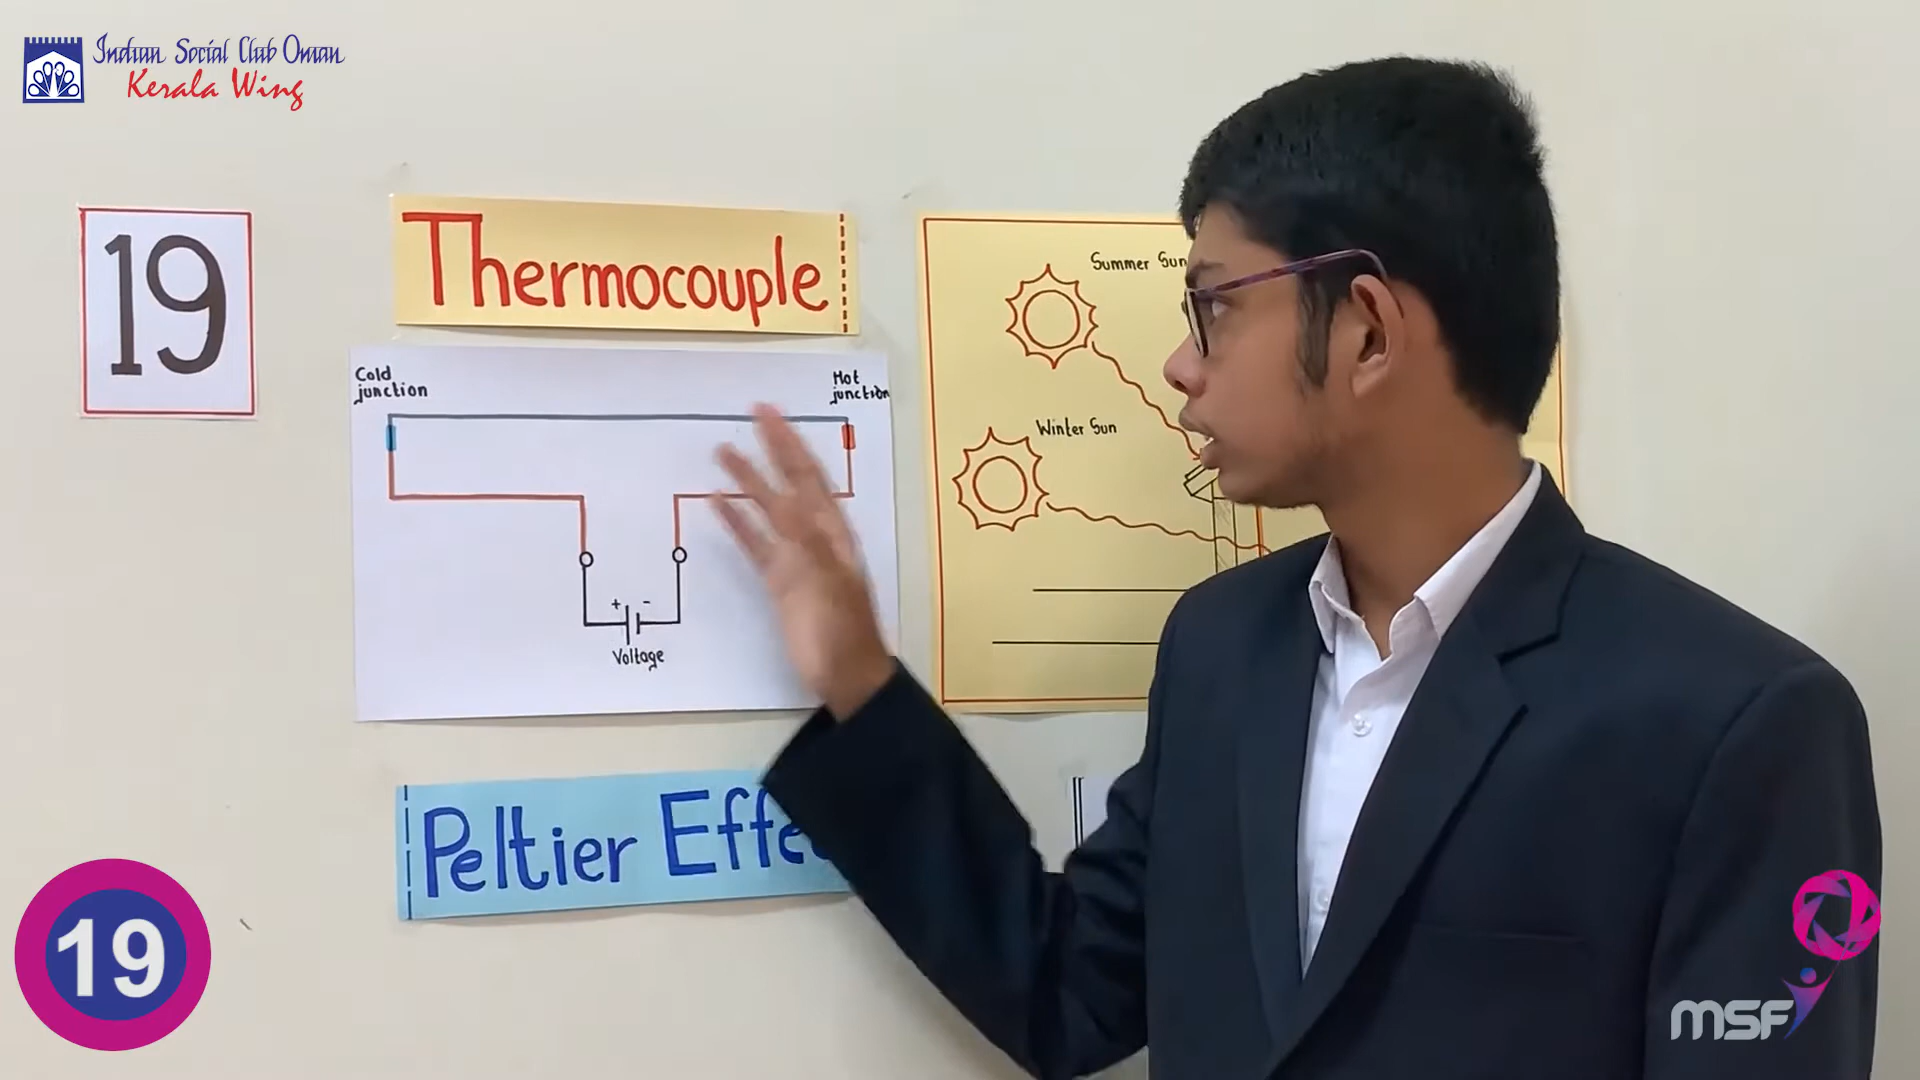 Indian Social Club Oman
Kerala Wing
19
Thermocouple
Cold
junction
Hot
junction
+ -
Voltage
Summer Sun
Winter Sun
Peltier
19
MSF